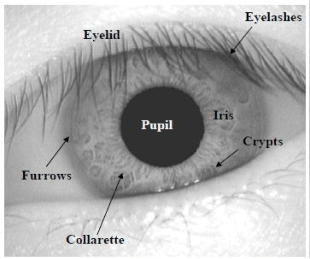 Eyelashes
Eyelid
Iris
Pupil
Crypts
Furrows
Collarette